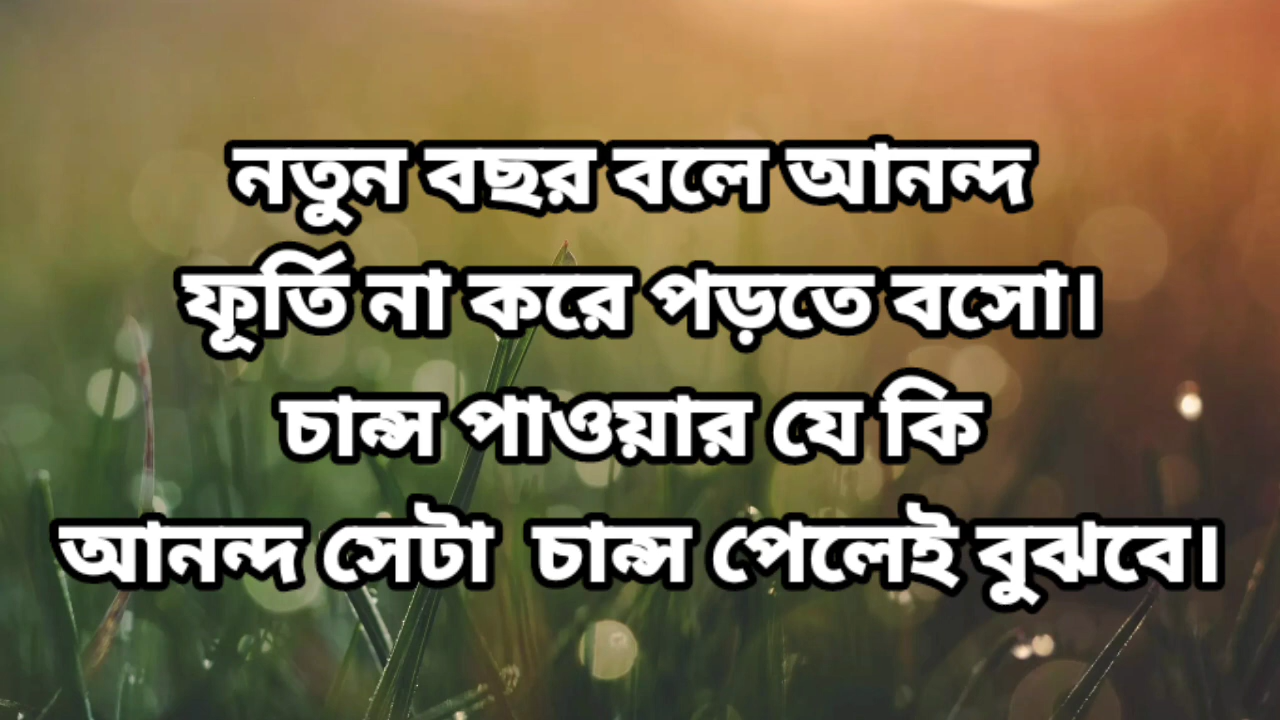 নতুন বছর বলে আনন্দ
ফূর্তি না করে পড়তে বসো।
চান্স পাওয়ার যে কি
আনন্দ সেটা চান্স পেলেই বুঝবে।